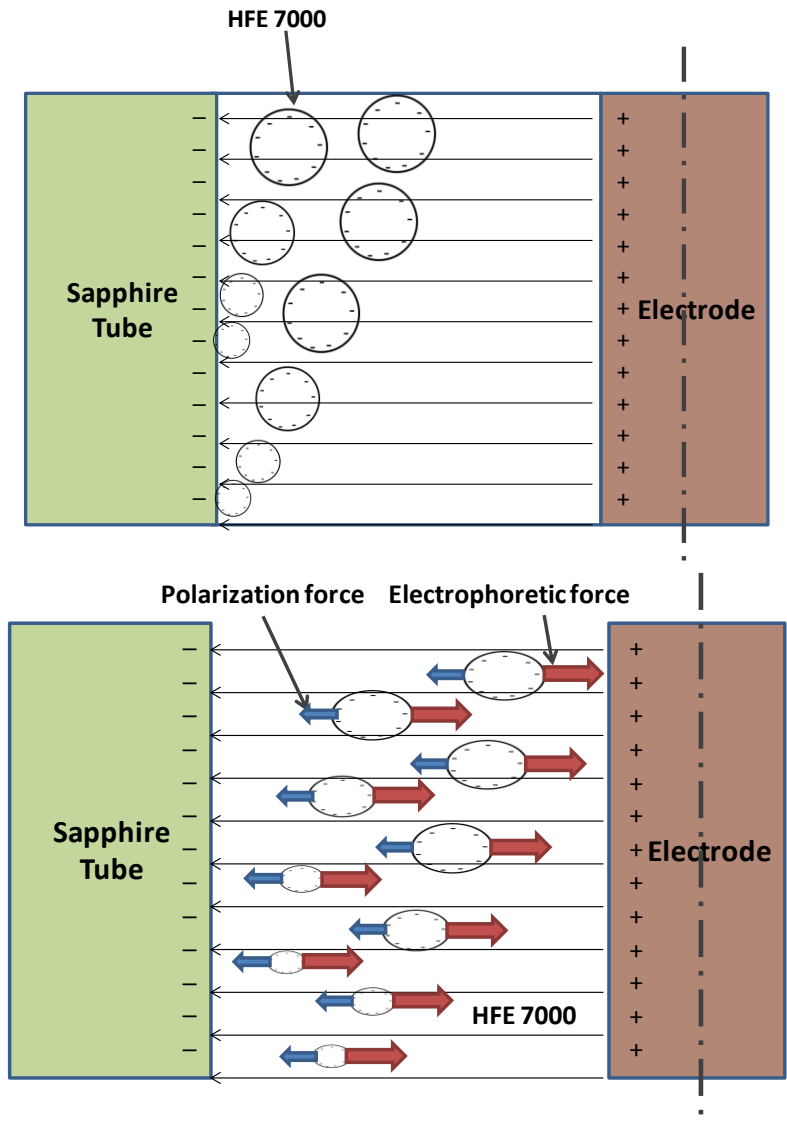 HFE 7000
Sapphire
Tube
Electrode
Polarization force
Electrophoretic force
Sapphire
Tube
Electrode
HFE 7000